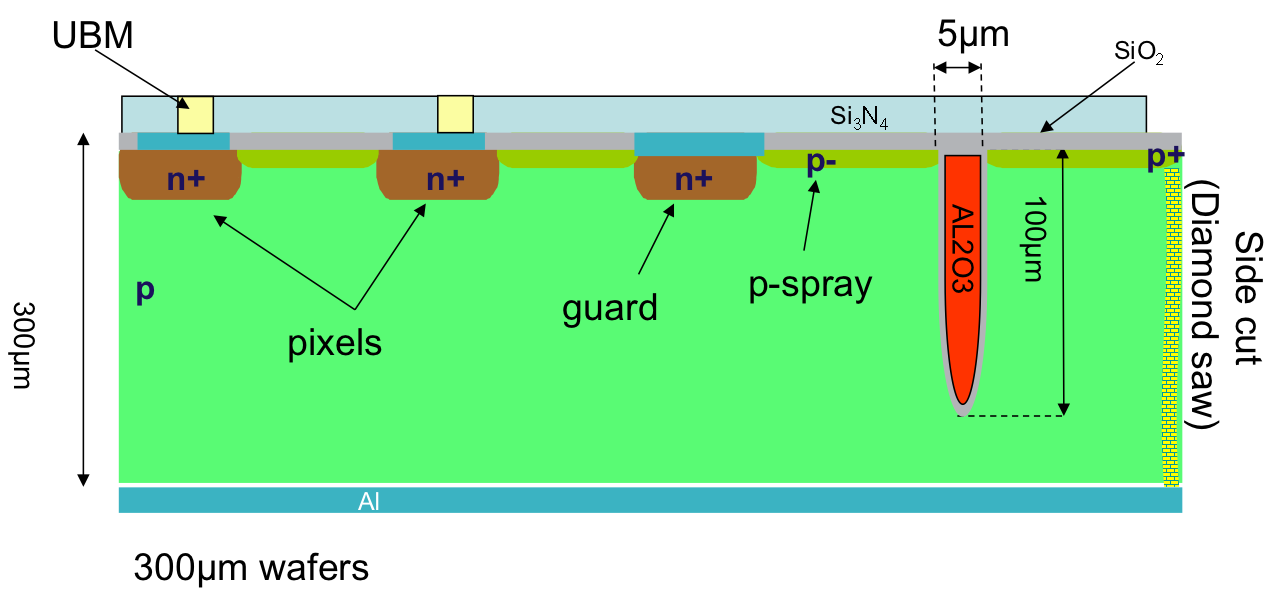 UBM
5μm
SiO₂
Si₃N₄
n+
n+
n+
p-
p+
p
pixels
guard
p-spray
AL2O3
100μm
300μm
Side cut
(Diamond saw)
Al
300μm wafers